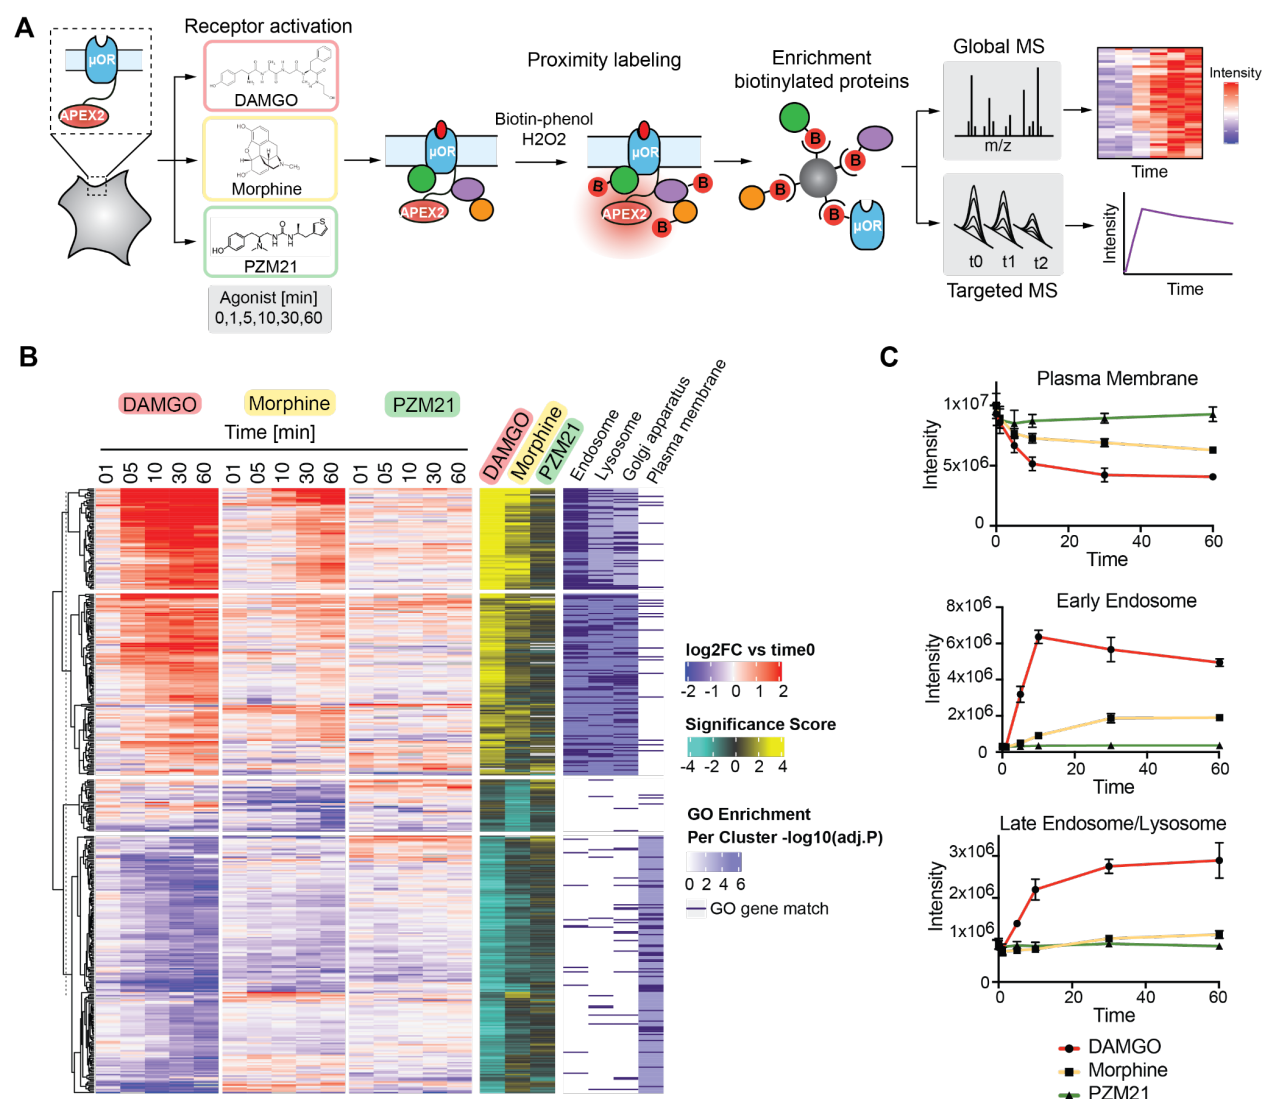 A
Receptor activation
µOR
APEX2
DAMGO
Morphine
PZM21
Agonist [min]
0,1,5,10,30,60
µOR
APEX2
Biotin-phenol
H2O2
Proximity labeling
µOR
APEX2
B
B
B
Enrichment
biotinylated proteins
B
B
B
B
µOR
Global MS
m/z
t0 t1 t2
Targeted MS
Intensity
Time
Intensity
Time
B
DAMGO Morphine PZM21
Time [min]
01 05 10 30 60 01 05 10 30 60 01 05 10 30 60
DAMGO
Morphine
PZM21
Endosome
Lysosome
Golgi apparatus
Plasma membrane
log2FC vs time0
-2 -1 0 1 2
Significance Score
-4 -2 0 2 4
GO Enrichment
Per Cluster -log10(adj.P)
0 2 4 6
GO gene match
C
Plasma Membrane
Intensity
1x10⁷
5x10⁶
0
0 20 40 60
Time
Early Endosome
Intensity
8x10⁶
6x10⁶
4x10⁶
2x10⁶
0
0 20 40 60
Time
Late Endosome/Lysosome
Intensity
3x10⁶
2x10⁶
1x10⁶
0
0 20 40 60
Time
DAMGO
Morphine
PZM21